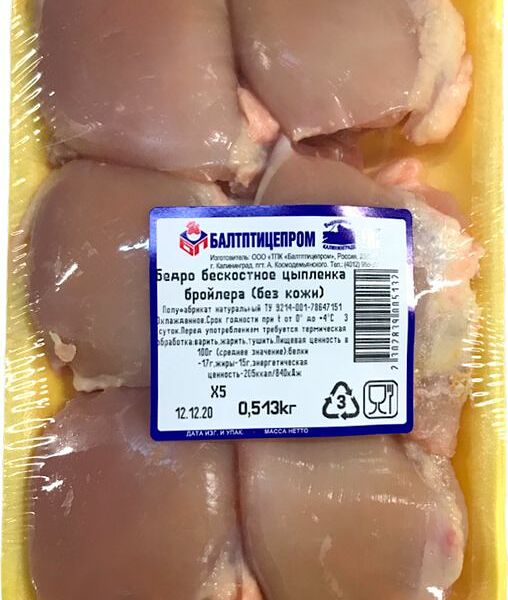 БАЛТПТИЦЕПРОМ
Изготовитель: ООО «ТПК «Балтптицепром», Россия,
г. Калининград, пгт. А. Космодемьянского. Тел.: (4012)
Бедро бескостное цыпленка
бройлера (без кожи)
Полуфабрикат натуральный ТУ 9214-001-78647151
Охлажденное.Срок годности при t от 0° до +4°С 3
суток.Перед употреблением требуется термическая
обработка:варить,жарить,тушить.Пищевая ценность в
100г (среднее значение):белки
-17г,жиры-15г,энергетическая
ценность-205ккал/840кДж
Х5
12.12.20 0,513кг
3
ДАТА ИЗГ. И УПАК. МАССА НЕТТО